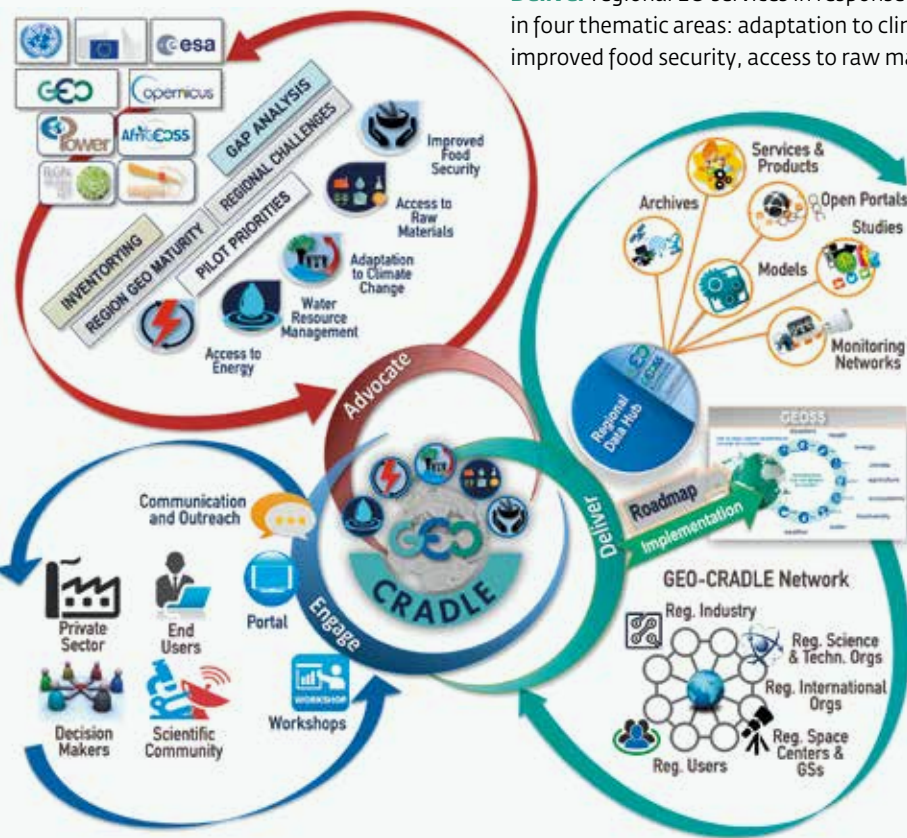 Deliver regional EO services in response
in four thematic areas: adaptation to clim
improved food security, access to raw ma
esa
GEO
Copernicus
Power
AfriGEOSS
GAP ANALYSIS
REGIONAL CHALLENGES
INVENTORYING
REGION GEO MATURITY
PILOT PRIORITIES
Improved
Food
Security
Access to
Raw
Materials
Adaptation
to Climate
Change
Water
Resource
Management
Access to
Energy
Advocate
Services &
Products
Archives
Open Portals
Studies
Models
Monitoring
Networks
Regional
Data Hub
GEOSS
Roadmap
Implementation
Deliver
GEO
CRADLE
Engage
Communication
and Outreach
Portal
Private
Sector
End
Users
Decision
Makers
Scientific
Community
WORKSHOP
Workshops
GEO-CRADLE Network
Reg. Industry
Reg. Science
& Techn. Orgs
Reg. International
Orgs
Reg. Space
Centers &
GSs
Reg. Users